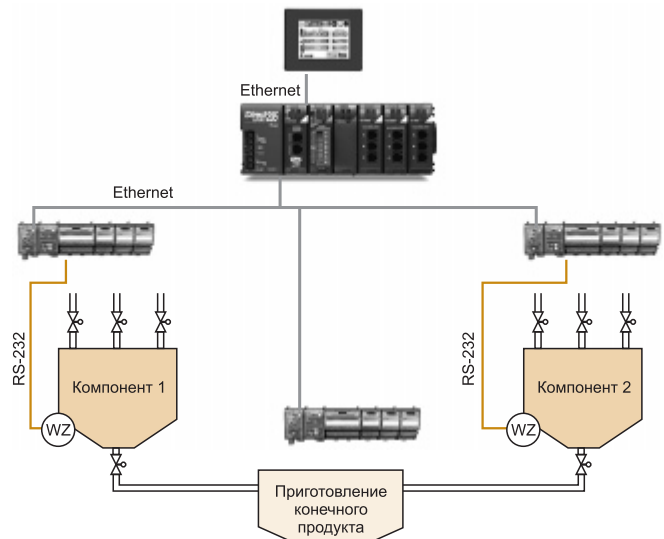 Ethernet
Ethernet
RS-232
RS-232
Компонент 1
Компонент 2
WZ
WZ
Приготовление
конечного
продукта